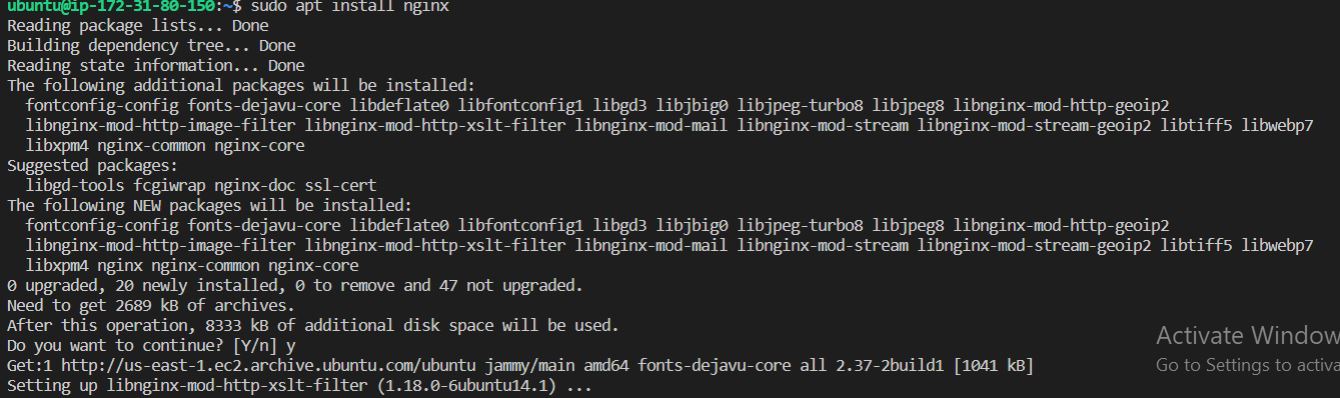 ubuntu@ip-172-31-80-150:~$ sudo apt install nginx
Reading package lists... Done
Building dependency tree... Done
Reading state information... Done
The following additional packages will be installed:
  fontconfig-config fonts-dejavu-core libdeflate0 libfontconfig1 libgd3 libjbig0 libjpeg-turbo8 libjpeg8 libnginx-mod-http-geoip2
  libnginx-mod-http-image-filter libnginx-mod-http-xslt-filter libnginx-mod-mail libnginx-mod-stream libnginx-mod-stream-geoip2 libtiff5 libwebp7
  libxpm4 nginx-common nginx-core
Suggested packages:
  libgd-tools fcgiwrap nginx-doc ssl-cert
The following NEW packages will be installed:
  fontconfig-config fonts-dejavu-core libdeflate0 libfontconfig1 libgd3 libjbig0 libjpeg-turbo8 libjpeg8 libnginx-mod-http-geoip2
  libnginx-mod-http-image-filter libnginx-mod-http-xslt-filter libnginx-mod-mail libnginx-mod-stream libnginx-mod-stream-geoip2 libtiff5 libwebp7
  libxpm4 nginx nginx-common nginx-core
0 upgraded, 20 newly installed, 0 to remove and 47 not upgraded.
Need to get 2689 kB of archives.
After this operation, 8333 kB of additional disk space will be used.
Do you want to continue? [Y/n] y
Get:1 http://us-east-1.ec2.archive.ubuntu.com/ubuntu jammy/main amd64 fonts-dejavu-core all 2.37-2build1 [1041 kB]
Setting up libnginx-mod-http-xslt-filter (1.18.0-6ubuntu14.1) ...
Activate Window
Go to Settings to activa